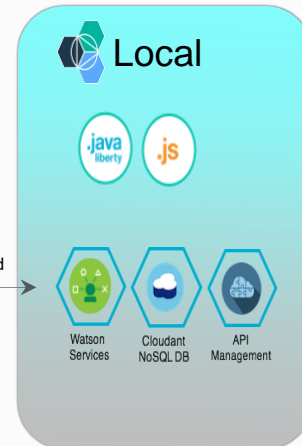 Local
.java
liberty
.js
d
Watson
Services
Cloudant
NoSQL DB
API
Management